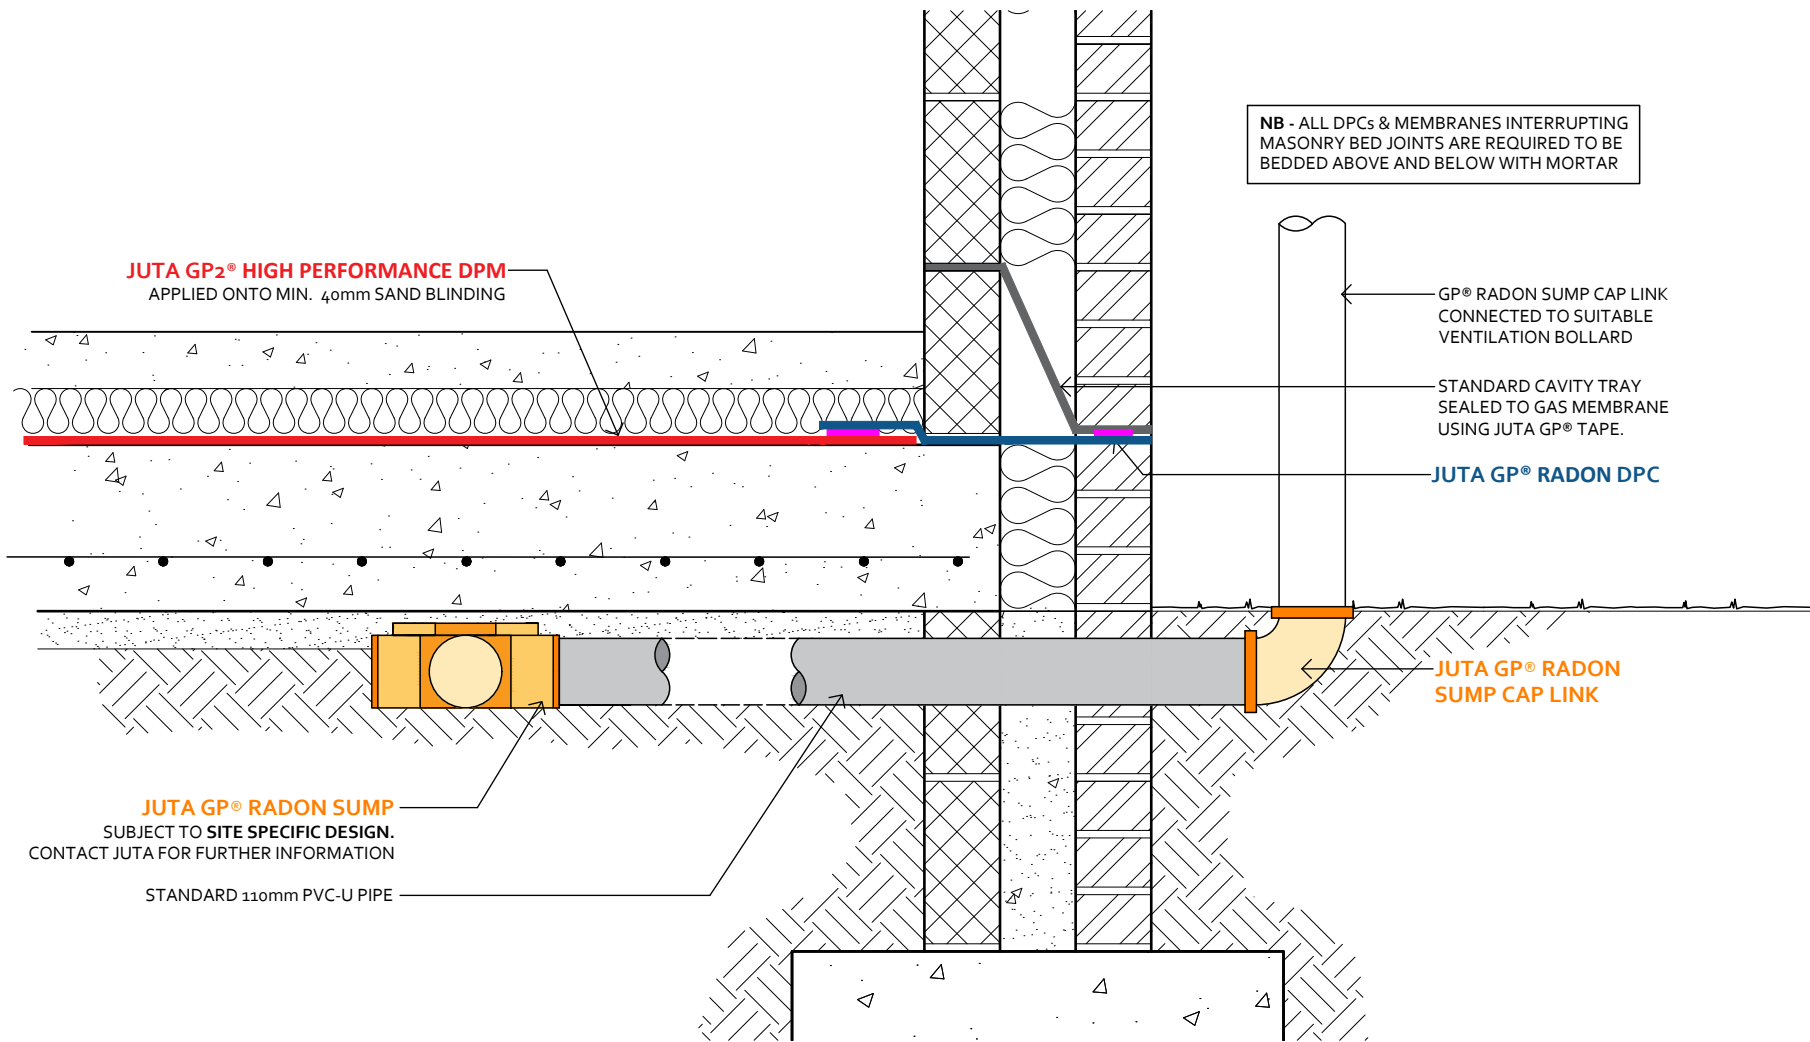 NB - ALL DPCs & MEMBRANES INTERRUPTING
MASONRY BED JOINTS ARE REQUIRED TO BE
BEDDED ABOVE AND BELOW WITH MORTAR
JUTA GP2® HIGH PERFORMANCE DPM
APPLIED ONTO MIN. 40mm SAND BLINDING
GP® RADON SUMP CAP LINK
CONNECTED TO SUITABLE
VENTILATION BOLLARD
STANDARD CAVITY TRAY
SEALED TO GAS MEMBRANE
USING JUTA GP® TAPE.
JUTA GP® RADON DPC
JUTA GP® RADON
SUMP CAP LINK
JUTA GP® RADON SUMP
SUBJECT TO SITE SPECIFIC DESIGN.
CONTACT JUTA FOR FURTHER INFORMATION
STANDARD 110mm PVC-U PIPE